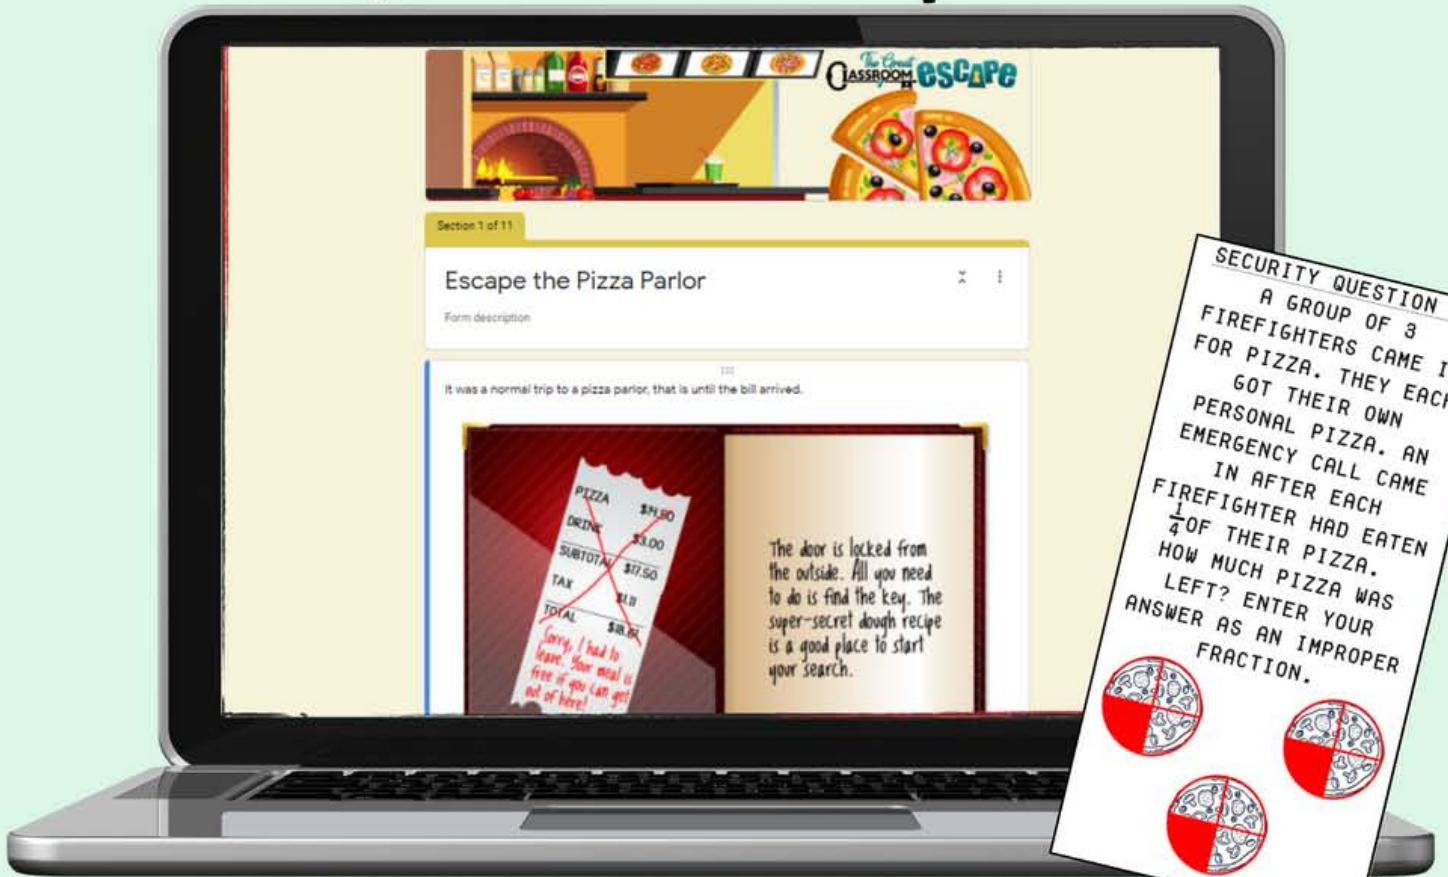 The Great
CLASSROOM ESCAPE
Section 1 of 11
Escape the Pizza Parlor
Form description
It was a normal trip to a pizza parlor, that is until the bill arrived.
PIZZA $14.50
DRINK $3.00
SUBTOTAL $17.50
TAX $1.11
TOTAL $18.61
Sorry, I had to
leave. Your meal is
free if you can get
out of here!
The door is locked from
the outside. All you need
to do is find the key. The
super-secret dough recipe
is a good place to start
your search.
SECURITY QUESTION
A GROUP OF 3
FIREFIGHTERS CAME I
FOR PIZZA. THEY EACH
GOT THEIR OWN
PERSONAL PIZZA. AN
EMERGENCY CALL CAME
IN AFTER EACH
FIREFIGHTER HAD EATEN
1/4 OF THEIR PIZZA.
HOW MUCH PIZZA WAS
LEFT? ENTER YOUR
ANSWER AS AN IMPROPER
FRACTION.